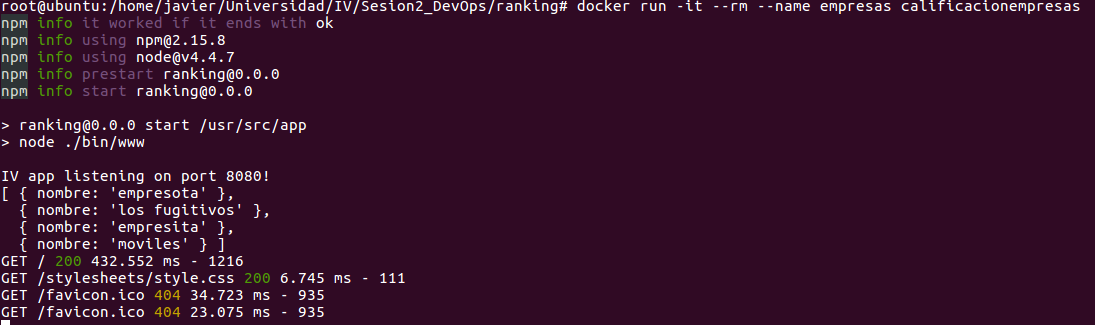 root@ubuntu:/home/javier/Universidad/IV/Sesion2_DevOps/ranking# docker run -it --rm --name empresas calificacionempresas
npm info it worked if it ends with ok
npm info using npm@2.15.8
npm info using node@v4.4.7
npm info prestart ranking@0.0.0
npm info start ranking@0.0.0
> ranking@0.0.0 start /usr/src/app
> node ./bin/www
IV app listening on port 8080!
[ { nombre: 'empresota' },
  { nombre: 'los fugitivos' },
  { nombre: 'empresita' },
  { nombre: 'moviles' } ]
GET / 200 432.552 ms - 1216
GET /stylesheets/style.css 200 6.745 ms - 111
GET /favicon.ico 404 34.723 ms - 935
GET /favicon.ico 404 23.075 ms - 935